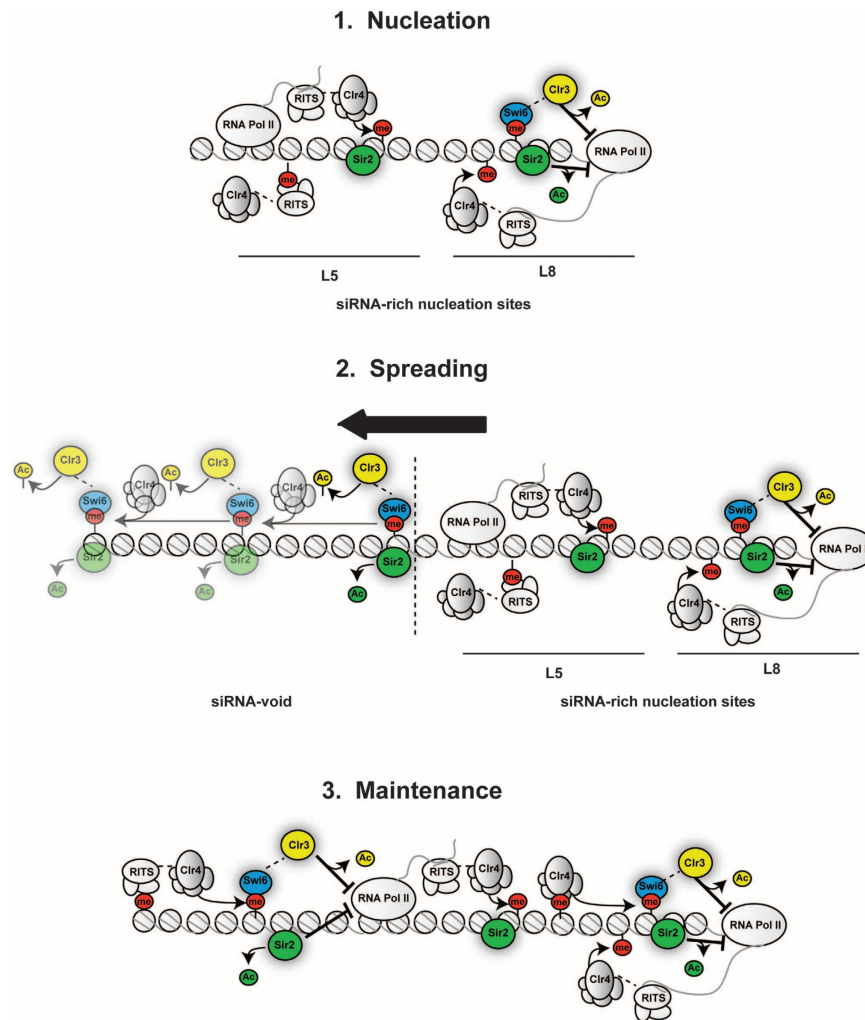 1. Nucleation
RITS
Clr4
Clr3
Ac
Swi6
RNA Pol II
me
me
Sir2
Sir2
RNA Pol II
me
me
Ac
Clr4
RITS
Clr4
RITS
L5
L8
siRNA-rich nucleation sites
2. Spreading
Ac
Clr3
Ac
Clr3
Ac
Clr3
Clr4
Clr4
RITS
Clr4
Clr3
Ac
Swi6
Swi6
Swi6
Swi6
me
me
me
RNA Pol II
me
me
Sir2
Sir2
Sir2
Sir2
Sir2
RNA Pol
Ac
Ac
Ac
me
me
Ac
Clr4
RITS
Clr4
RITS
L5
L8
siRNA-void
siRNA-rich nucleation sites
3. Maintenance
RITS
Clr4
Clr3
Ac
RITS
Clr4
Clr4
Clr3
Ac
Swi6
Swi6
me
me
RNA Pol II
me
me
me
Sir2
Sir2
Sir2
RNA Pol II
Ac
me
Ac
Clr4
RITS